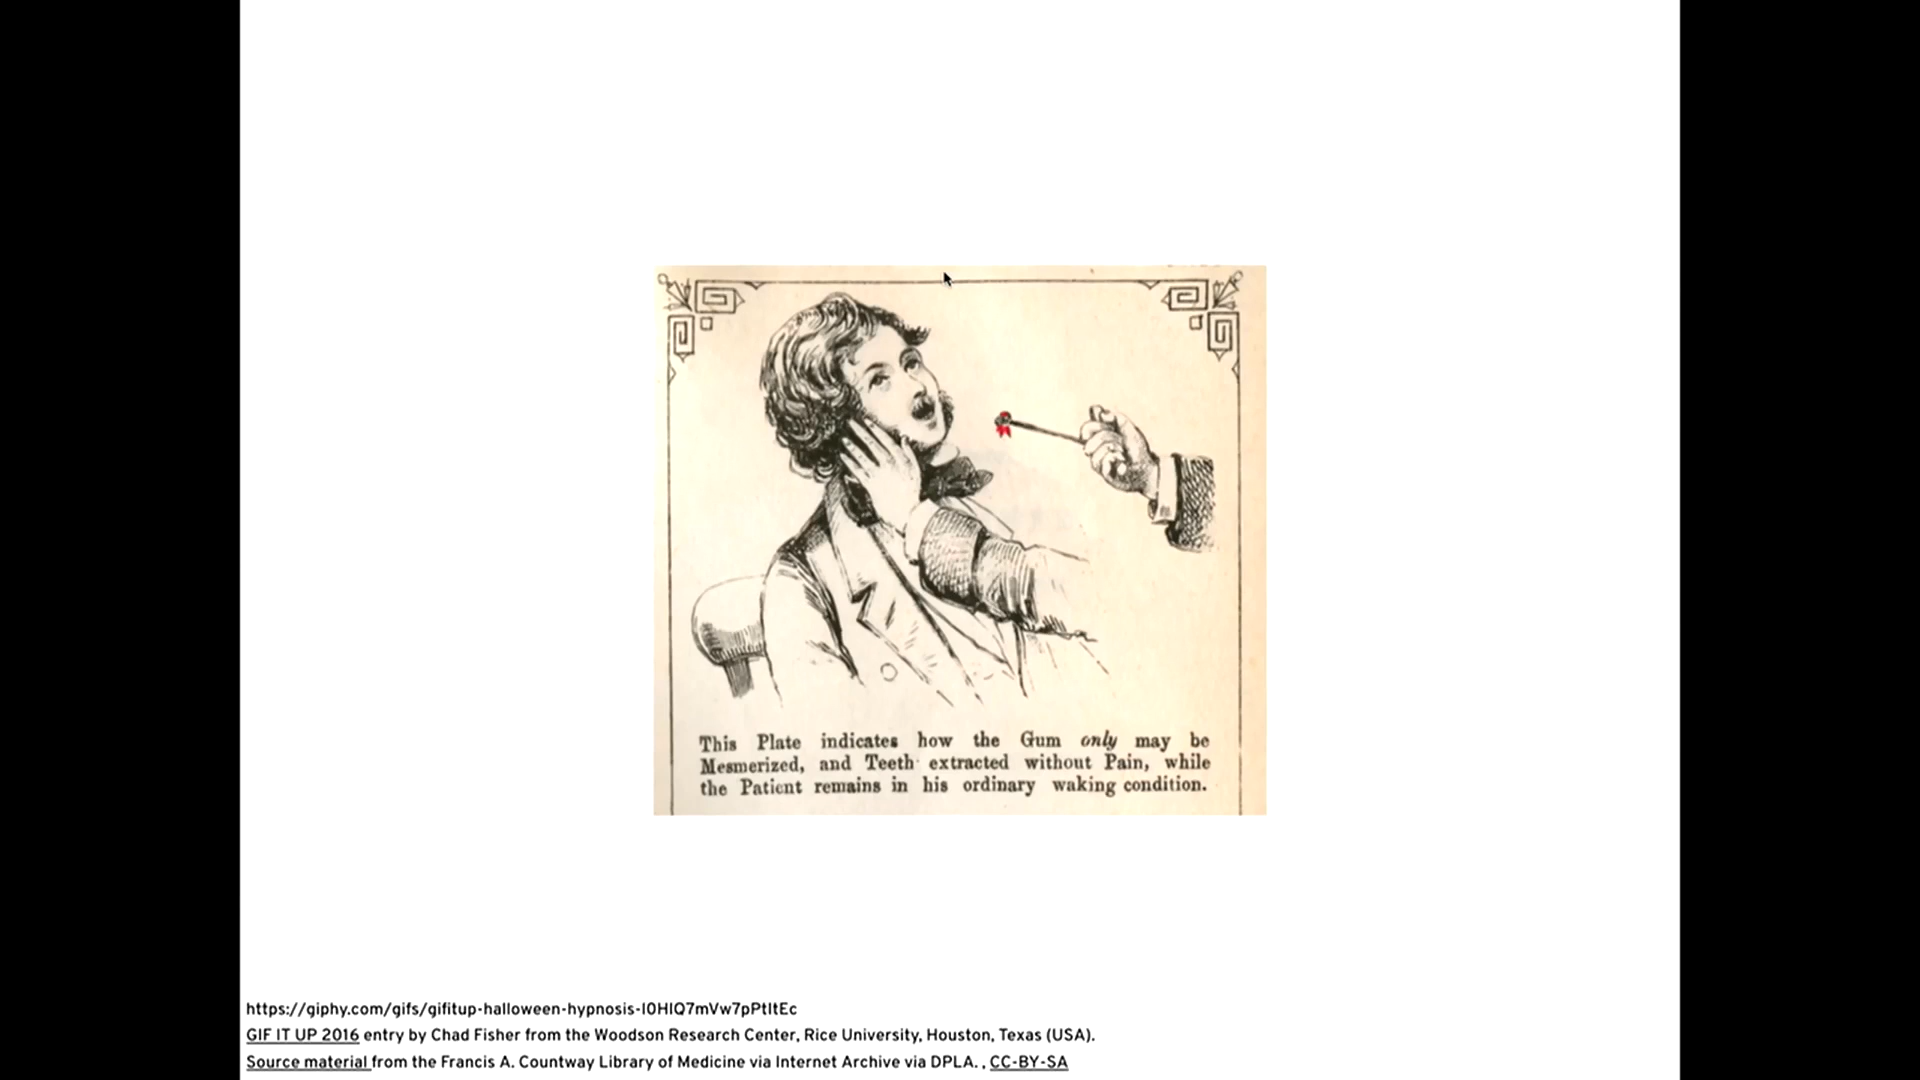 This Plate indicates how the Gum only may be
Mesmerized, and Teeth extracted without Pain, while
the Patient remains in his ordinary waking condition.
https://giphy.com/gifs/gifitup-halloween-hypnosis-l0HlQ7mVw7pPtItEc
GIF IT UP 2016 entry by Chad Fisher from the Woodson Research Center, Rice University, Houston, Texas (USA).
Source material from the Francis A. Countway Library of Medicine via Internet Archive via DPLA. , CC-BY-SA